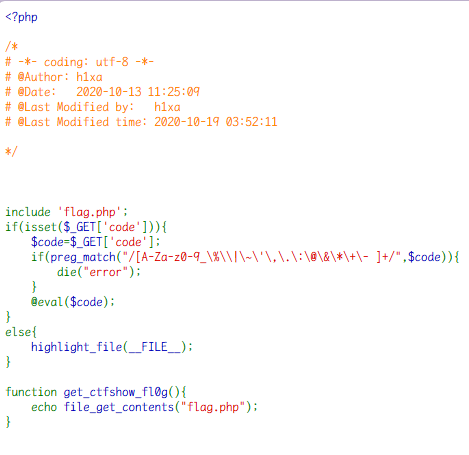 <?php
/*
# -*- coding: utf-8 -*-
# @Author: h1xa
# @Date:   2020-10-13 11:25:09
# @Last Modified by:   h1xa
# @Last Modified time: 2020-10-19 03:52:11
*/
include 'flag.php';
if(isset($_GET['code'])){
    $code=$_GET['code'];
    if(preg_match("/[A-Za-z0-9_\%\\|\~\'\,\.\:\@\&\*\+\- ]+/",$code)){
        die("error");
    }
    @eval($code);
}
else{
    highlight_file(__FILE__);
}
function get_ctfshow_fl0g(){
    echo file_get_contents("flag.php");
}